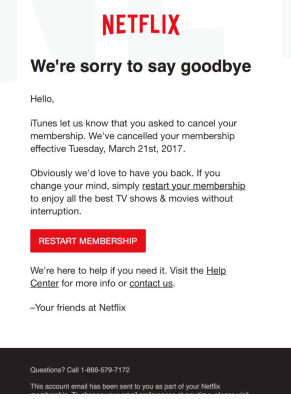 NETFLIX
We're sorry to say goodbye
Hello,
iTunes let us know that you asked to cancel your
membership. We've cancelled your membership
effective Tuesday, March 21st, 2017.
Obviously we'd love to have you back. If you
change your mind, simply restart your membership
to enjoy all the best TV shows & movies without
interruption.
RESTART MEMBERSHIP
We're here to help if you need it. Visit the Help
Center for more info or contact us.
–Your friends at Netflix
Questions? Call 1-866-579-7172
This account email has been sent to you as part of your Netflix